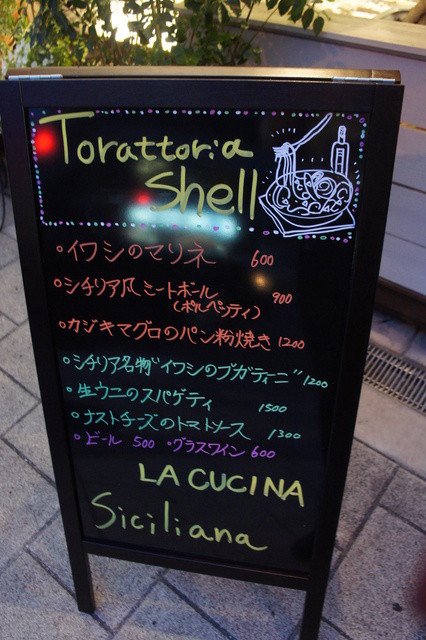 Torattoria
Shell
・イワシのマリネ 600
・シチリア风ミートボール 900
(ポルペッティ)
・カジキマグロのパン粉焼き 1200
・シチリア名物"イワシのブガティーニ" 1200
・生ウニのスパゲティ 1500
・ナストチーズのトマトソース 1300
・ビール 500 ・グラスワイン 600
LA CUCINA
Siciliana